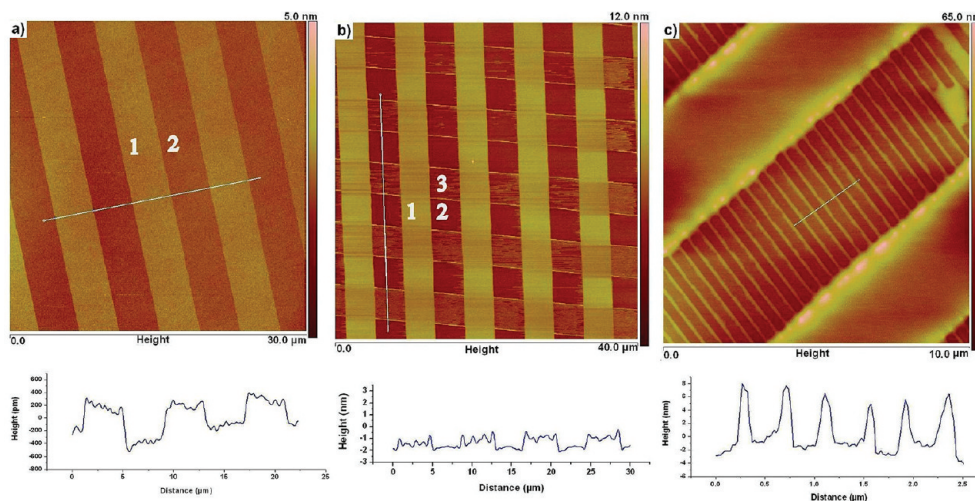 a)
5.0 nm
1 2
0.0 Height 30.0 µm
Height (pm)
600
400
200
0
-200
-400
-600
-800
0 5 10 15 20 25
Distance (µm)
b)
12.0 nm
3
1 2
0.0 Height 40.0 µm
Height (nm)
3
2
1
0
-1
-2
-3
0 5 10 15 20 25 30
Distance (µm)
c)
65.0 nm
0.0 Height 10.0 µm
Height (nm)
8
6
4
2
0
-2
-4
-6
0.0 0.5 1.0 1.5 2.0 2.5
Distance (µm)